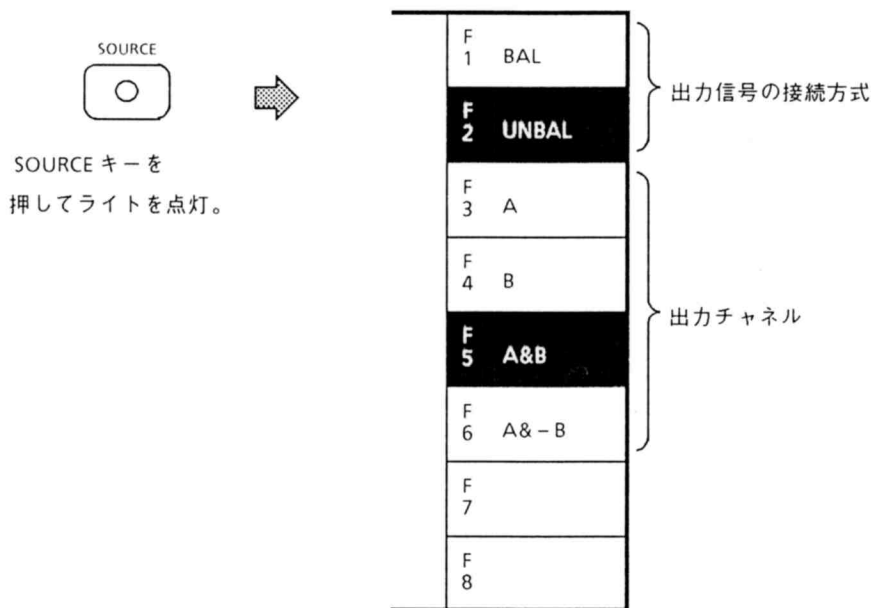 SOURCE
SOURCE キーを
押してライトを点灯。
F
1 BAL
F
2 UNBAL
出力信号の接続方式
F
3 A
F
4 B
F
5 A&B
F
6 A&−B
出力チャネル
F
7
F
8